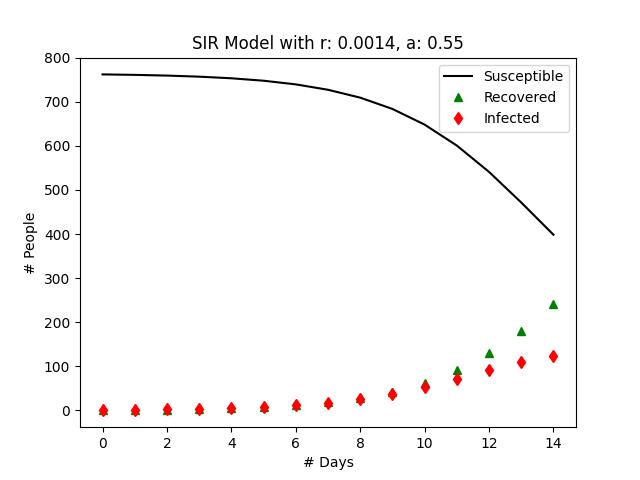 SIR Model with r: 0.0014, a: 0.55
800
700
600
500
400
300
200
100
0
# People
Susceptible
Recovered
Infected
0 2 4 6 8 10 12 14
# Days